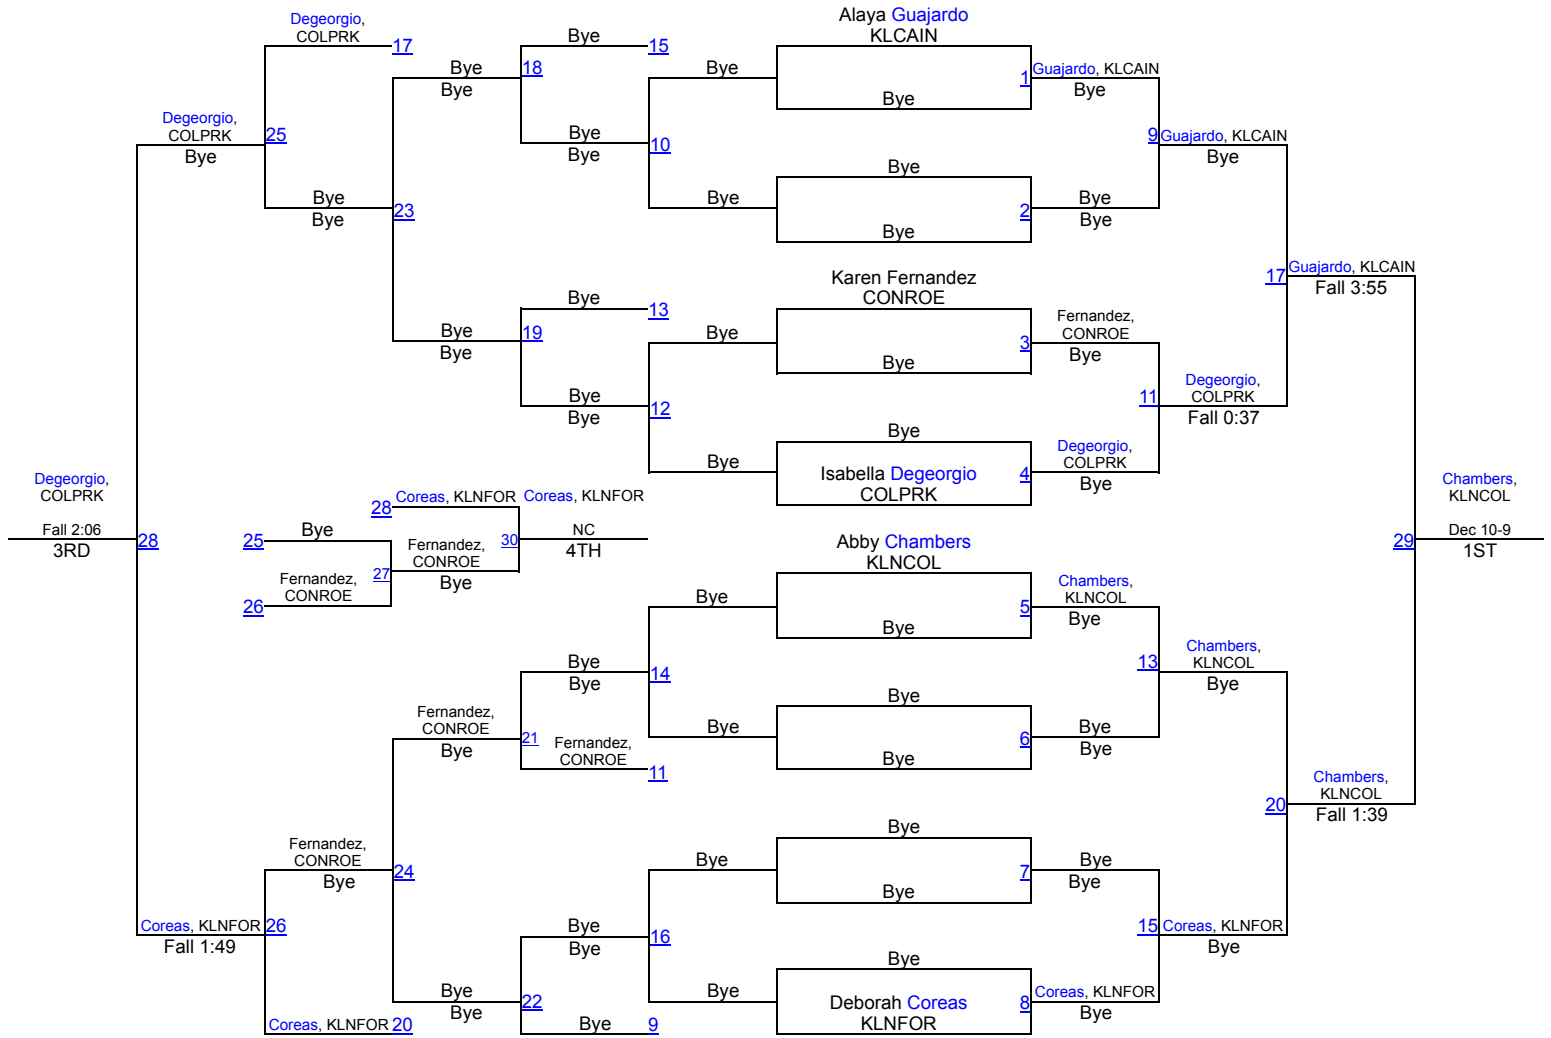 Alaya Guajardo
KLCAIN
Degeorgio,
COLPRK
17
Bye
15
Bye
Bye
18
Bye
Bye
1
Guajardo, KLCAIN
Bye
Degeorgio,
COLPRK
Bye
25
Bye
Bye
10
9
Guajardo, KLCAIN
Bye
Bye
Bye
Bye
23
Bye
Bye
2
Bye
Bye
17
Guajardo, KLCAIN
Fall 3:55
Karen Fernandez
CONROE
Bye
13
Bye
Bye
19
Bye
Bye
3
Fernandez,
CONROE
Bye
Bye
Bye
12
11
Degeorgio,
COLPRK
Fall 0:37
Bye
Bye
Isabella Degeorgio
COLPRK
4
Degeorgio,
COLPRK
Bye
Degeorgio,
COLPRK
Fall 2:06
3RD
28
28
Coreas, KLNFOR
Coreas, KLNFOR
25
Bye
30
NC
4TH
Fernandez,
CONROE
Bye
27
26
Fernandez,
CONROE
Chambers,
KLNCOL
29
Dec 10-9
1ST
Abby Chambers
KLNCOL
Bye
Bye
5
Chambers,
KLNCOL
Bye
Bye
Bye
14
13
Chambers,
KLNCOL
Bye
Fernandez,
CONROE
Bye
21
Fernandez,
CONROE
11
Bye
Bye
Bye
6
Bye
Bye
20
Chambers,
KLNCOL
Fall 1:39
Fernandez,
CONROE
Bye
24
Bye
Bye
Bye
7
Bye
Bye
Coreas, KLNFOR
Fall 1:49
26
Bye
Bye
16
15
Coreas, KLNFOR
Bye
Bye
Bye
22
Bye
Bye
Deborah Coreas
KLNFOR
8
Coreas, KLNFOR
Bye
Coreas, KLNFOR
20
Bye
9